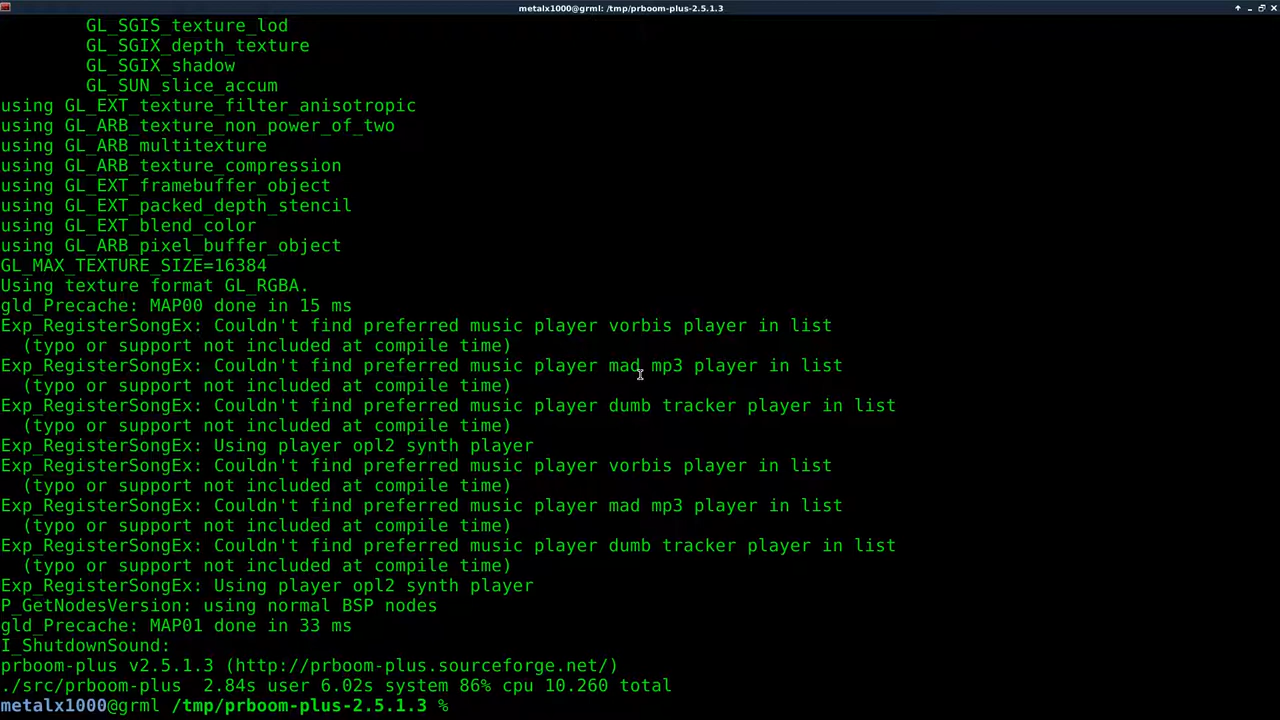 metalx1000@grml: /tmp/prboom-plus-2.5.1.3
GL_SGIS_texture_lod
GL_SGIX_depth_texture
GL_SGIX_shadow
GL_SUN_slice_accum
using GL_EXT_texture_filter_anisotropic
using GL_ARB_texture_non_power_of_two
using GL_ARB_multitexture
using GL_ARB_texture_compression
using GL_EXT_framebuffer_object
using GL_EXT_packed_depth_stencil
using GL_EXT_blend_color
using GL_ARB_pixel_buffer_object
GL_MAX_TEXTURE_SIZE=16384
Using texture format GL_RGBA.
gld_Precache: MAP00 done in 15 ms
Exp_RegisterSongEx: Couldn't find preferred music player vorbis player in list
(typo or support not included at compile time)
Exp_RegisterSongEx: Couldn't find preferred music player mad mp3 player in list
(typo or support not included at compile time)
Exp_RegisterSongEx: Couldn't find preferred music player dumb tracker player in list
(typo or support not included at compile time)
Exp_RegisterSongEx: Using player opl2 synth player
Exp_RegisterSongEx: Couldn't find preferred music player vorbis player in list
(typo or support not included at compile time)
Exp_RegisterSongEx: Couldn't find preferred music player mad mp3 player in list
(typo or support not included at compile time)
Exp_RegisterSongEx: Couldn't find preferred music player dumb tracker player in list
(typo or support not included at compile time)
Exp_RegisterSongEx: Using player opl2 synth player
P_GetNodesVersion: using normal BSP nodes
gld_Precache: MAP01 done in 33 ms
I_ShutdownSound:
prboom-plus v2.5.1.3 (http://prboom-plus.sourceforge.net/)
./src/prboom-plus  2.84s user 6.02s system 86% cpu 10.260 total
metalx1000@grml /tmp/prboom-plus-2.5.1.3 %